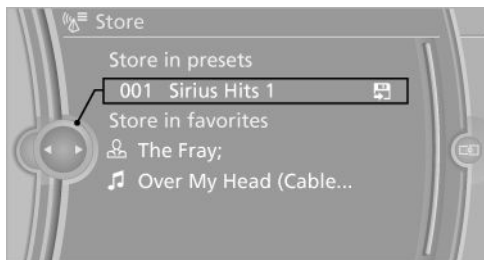 Store
Store in presets
001 Sirius Hits 1
Store in favorites
The Fray;
Over My Head (Cable...